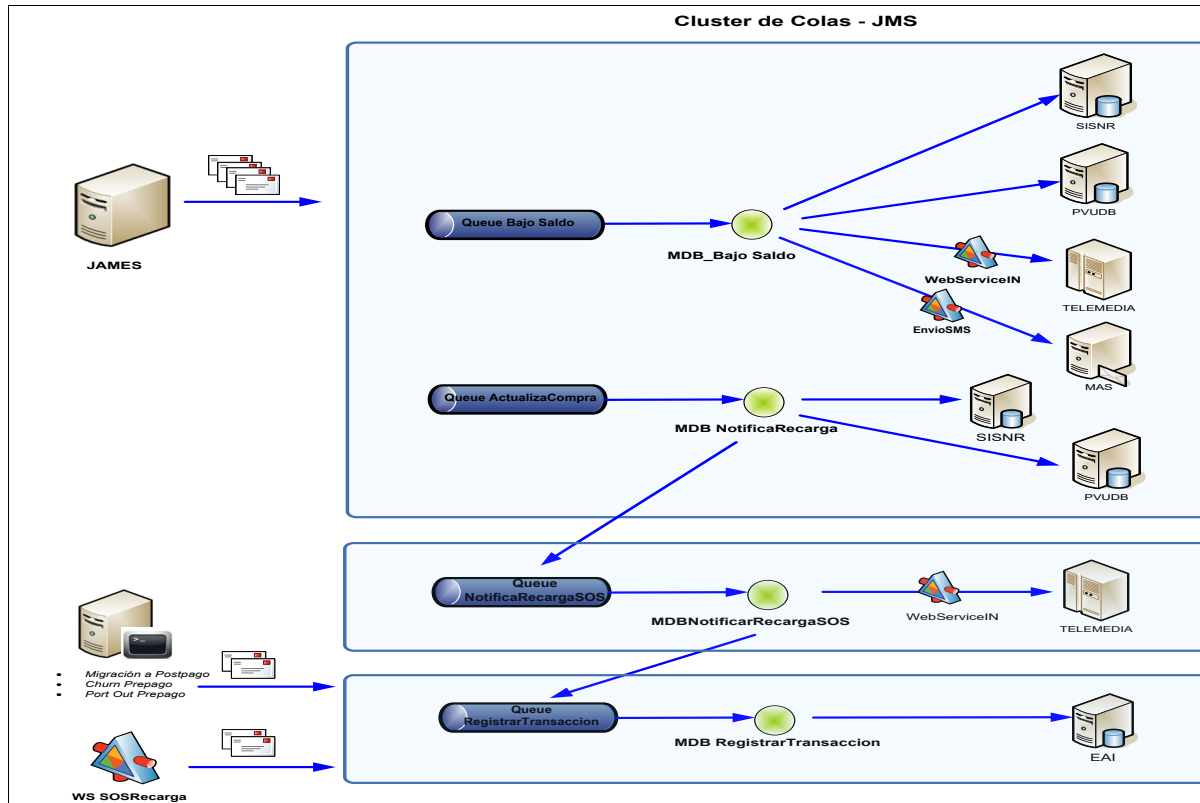 Cluster de Colas - JMS
SISNR
PVUDB
JAMES
Queue Bajo Saldo
MDB_Bajo Saldo
WebServiceIN
TELEMEDIA
EnvioSMS
MAS
Queue ActualizaCompra
MDB NotificaRecarga
SISNR
PVUDB
Queue
NotificaRecargaSOS
MDBNotificarRecargaSOS
WebServiceIN
TELEMEDIA
• Migración a Postpago
• Churn Prepago
• Port Out Prepago
Queue
RegistrarTransaccion
MDB RegistrarTransaccion
EAI
WS SOSRecarga